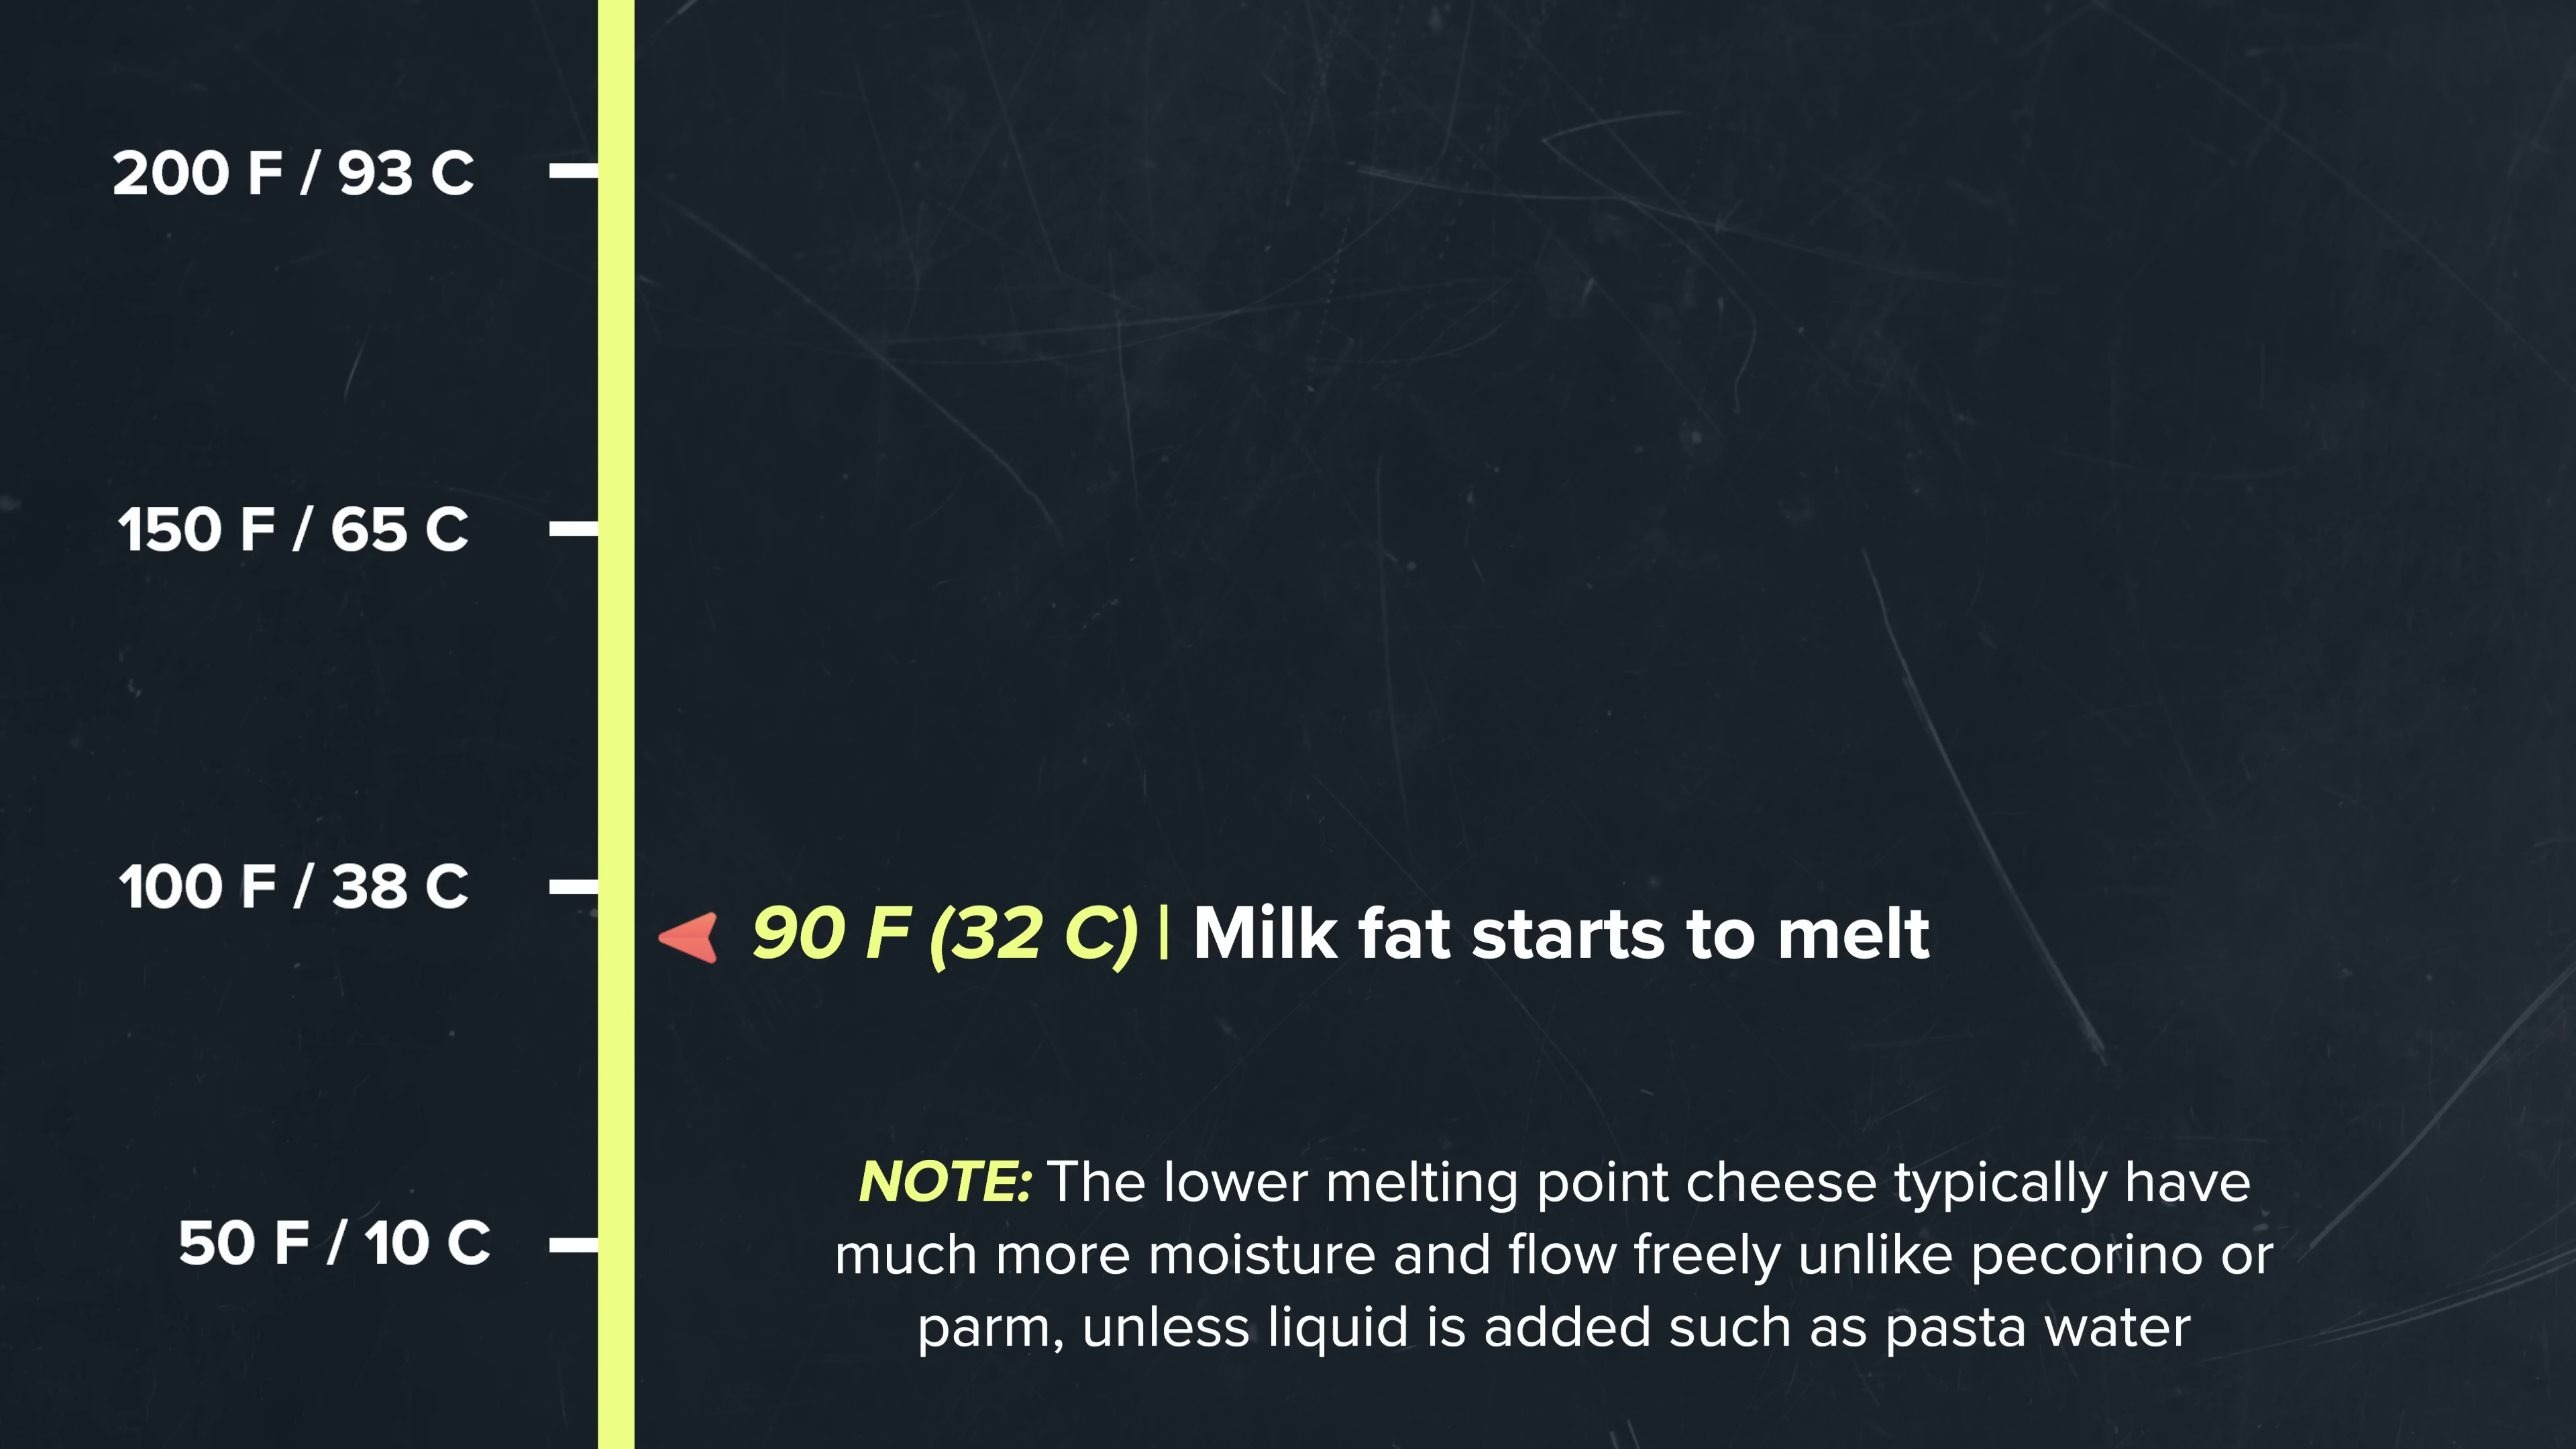 200 F / 93 C
150 F / 65 C
100 F / 38 C
90 F (32 C) | Milk fat starts to melt
50 F / 10 C
NOTE: The lower melting point cheese typically have
much more moisture and flow freely unlike pecorino or
parm, unless liquid is added such as pasta water